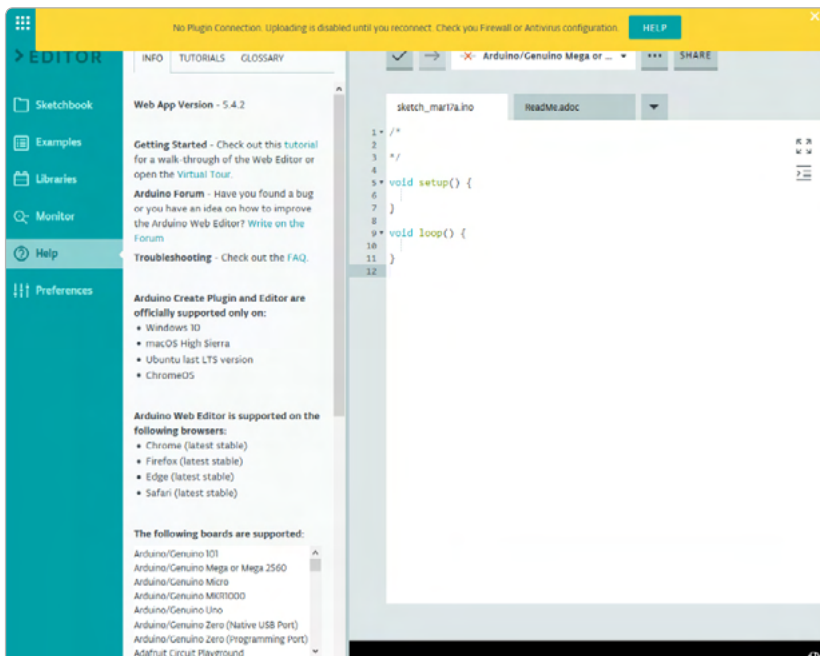 No Plugin Connection. Uploading is disabled until you reconnect. Check you Firewall or Antivirus configuration.
HELP
>EDITOR
Sketchbook
Examples
Libraries
Monitor
Help
Preferences
INFO TUTORIALS GLOSSARY
Web App Version - 5.4.2
Getting Started - Check out this tutorial
for a walk-through of the Web Editor or
open the Virtual Tour.
Arduino Forum - Have you found a bug
or you have an idea on how to improve
the Arduino Web Editor? Write on the
Forum
Troubleshooting - Check out the FAQ.
Arduino Create Plugin and Editor are
officially supported only on:
• Windows 10
• macOS High Sierra
• Ubuntu last LTS version
• ChromeOS
Arduino Web Editor is supported on the
following browsers:
• Chrome (latest stable)
• Firefox (latest stable)
• Edge (latest stable)
• Safari (latest stable)
The following boards are supported:
Arduino/Genuino 101
Arduino/Genuino Mega or Mega 2560
Arduino/Genuino Micro
Arduino/Genuino MKR1000
Arduino/Genuino Uno
Arduino/Genuino Zero (Native USB Port)
Arduino/Genuino Zero (Programming Port)
Adafruit Circuit Playground
Arduino/Genuino Mega or ... ••• SHARE
sketch_mar17a.ino ReadMe.adoc
1 /*
2
3 */
4
5 void setup() {
6
7 }
8
9 void loop() {
10
11 }
12